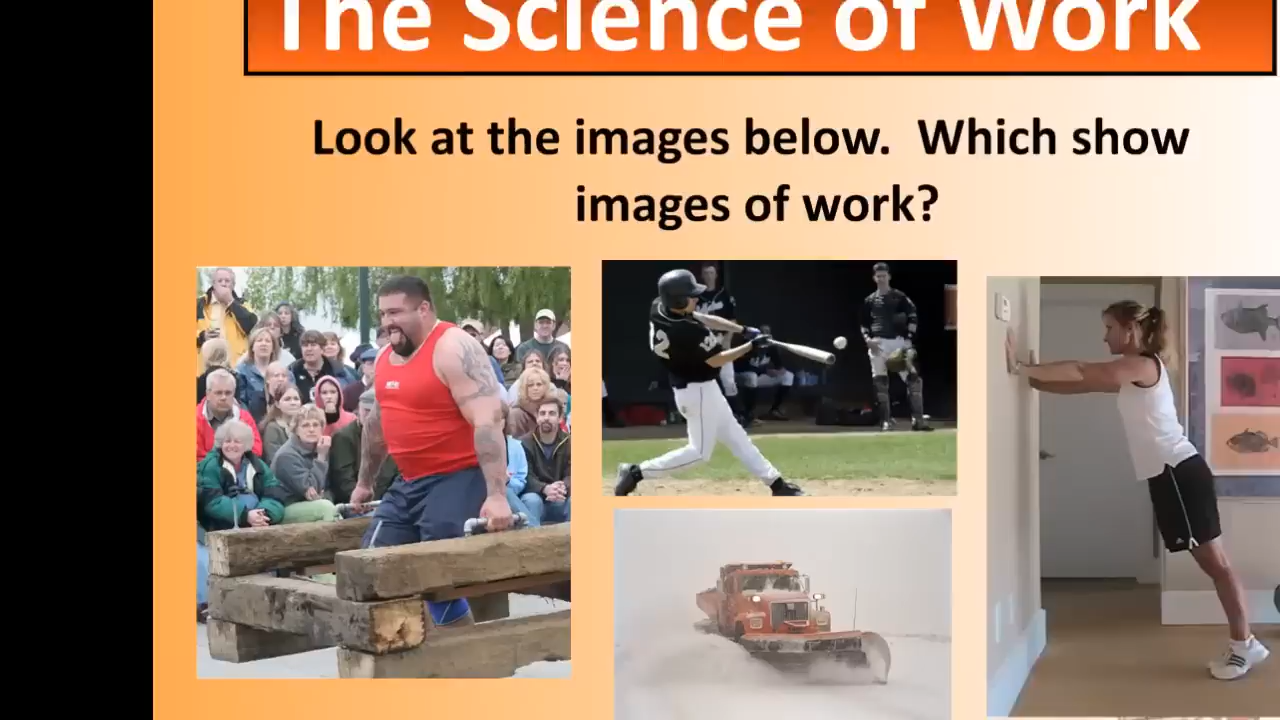 The Science of Work
Look at the images below.  Which show
images of work?